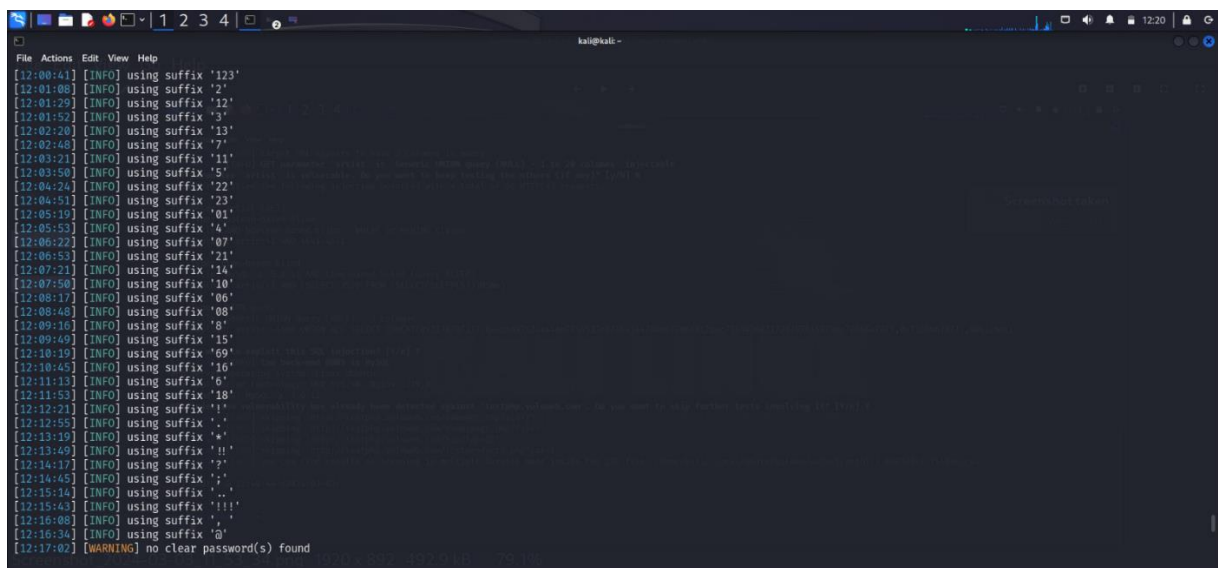 1 2 3 4
2
12:20
kali@kali: ~
File Actions Edit View Help
[12:00:41] [INFO] using suffix '123'
[12:01:08] [INFO] using suffix '2'
[12:01:29] [INFO] using suffix '12'
[12:01:52] [INFO] using suffix '3'
[12:02:20] [INFO] using suffix '13'
[12:02:48] [INFO] using suffix '7'
[12:03:21] [INFO] using suffix '11'
[12:03:50] [INFO] using suffix '5'
[12:04:24] [INFO] using suffix '22'
[12:04:51] [INFO] using suffix '23'
[12:05:19] [INFO] using suffix '01'
[12:05:53] [INFO] using suffix '4'
[12:06:22] [INFO] using suffix '07'
[12:06:53] [INFO] using suffix '21'
[12:07:21] [INFO] using suffix '14'
[12:07:50] [INFO] using suffix '10'
[12:08:17] [INFO] using suffix '06'
[12:08:48] [INFO] using suffix '08'
[12:09:16] [INFO] using suffix '8'
[12:09:49] [INFO] using suffix '15'
[12:10:19] [INFO] using suffix '69'
[12:10:45] [INFO] using suffix '16'
[12:11:13] [INFO] using suffix '6'
[12:11:53] [INFO] using suffix '18'
[12:12:21] [INFO] using suffix '!'
[12:12:55] [INFO] using suffix '.'
[12:13:19] [INFO] using suffix '*'
[12:13:49] [INFO] using suffix '!!'
[12:14:17] [INFO] using suffix '?'
[12:14:45] [INFO] using suffix ';'
[12:15:14] [INFO] using suffix '..'
[12:15:43] [INFO] using suffix '!!!'
[12:16:08] [INFO] using suffix ', '
[12:16:34] [INFO] using suffix '@'
[12:17:02] [WARNING] no clear password(s) found